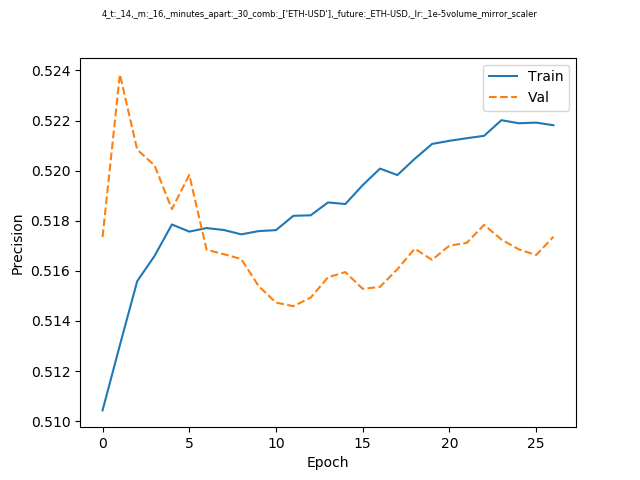 4_t:_14,_m:_16,_minutes_apart:_30_comb:_['ETH-USD'],_future:_ETH-USD,_lr:_1e-5volume_mirror_scaler
Train
Val
0.524
0.522
0.520
0.518
0.516
0.514
0.512
0.510
Precision
0
5
10
15
20
25
Epoch